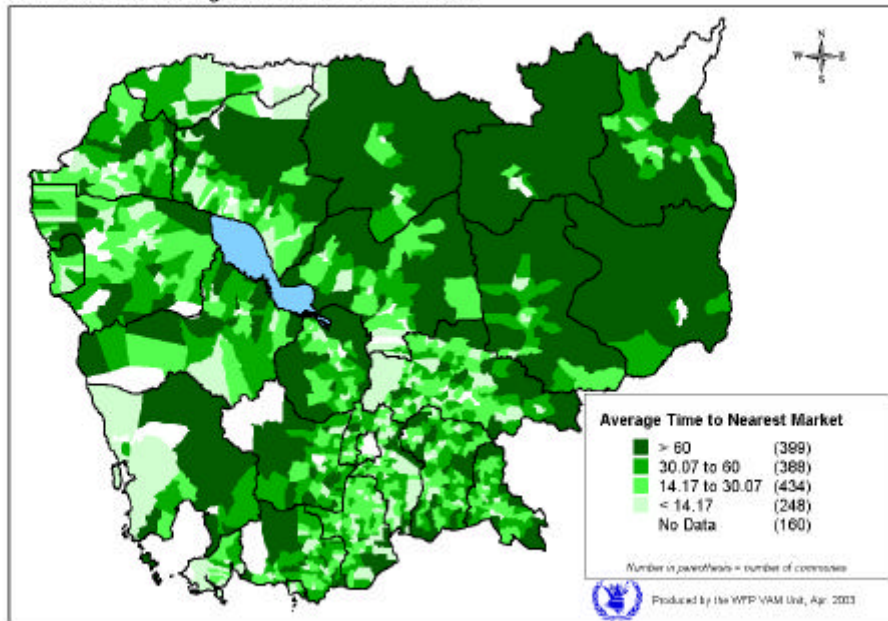 N
W E
S
Average Time to Nearest Market
> 60 (399)
30.07 to 60 (388)
14.17 to 30.07 (434)
< 14.17 (248)
No Data (160)
Number in parenthesis = number of communes
Produced by the WFP VAM Unit, Apr. 2003